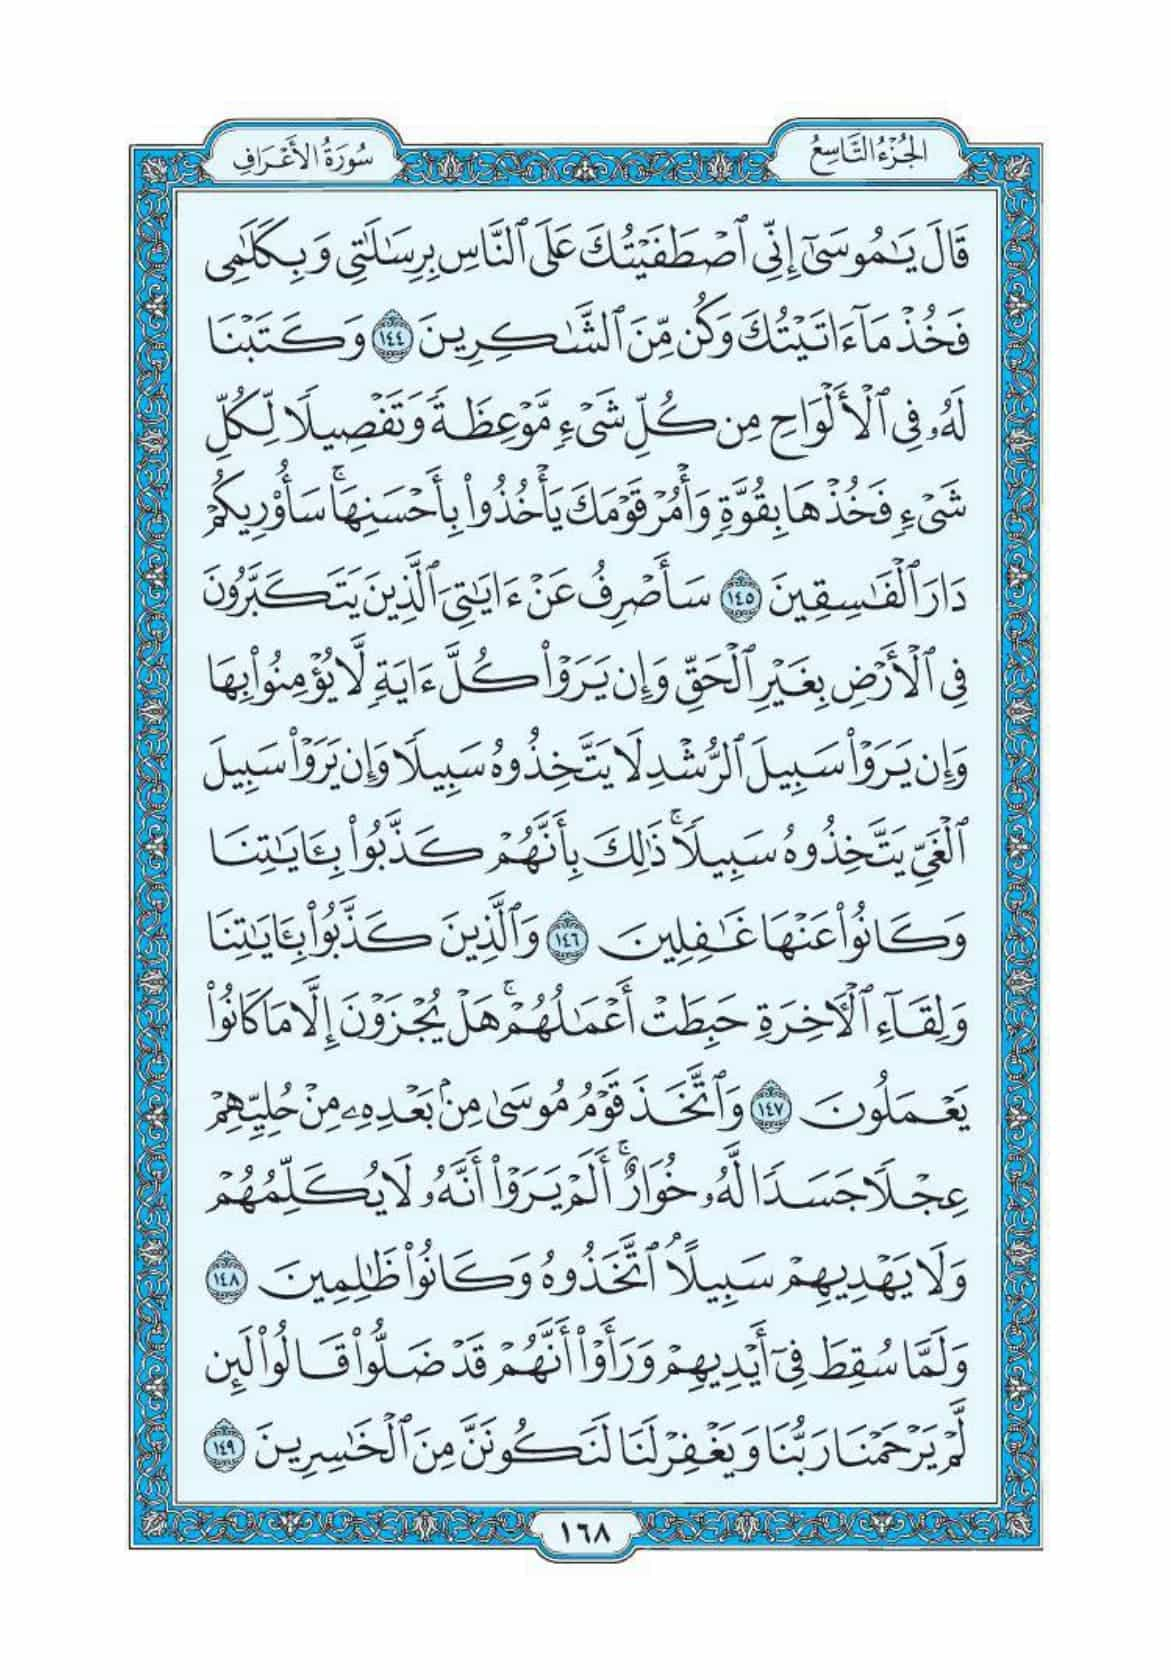 الجُزْءُ التَّاسِعُ
سُورَةُ الأَعْرَافِ
قَالَ يَٰمُوسَىٰٓ إِنِّي ٱصْطَفَيْتُكَ عَلَى ٱلنَّاسِ بِرِسَٰلَٰتِي وَبِكَلَٰمِي
فَخُذْ مَآ ءَاتَيْتُكَ وَكُن مِّنَ ٱلشَّٰكِرِينَ ١٤٤ وَكَتَبْنَا
لَهُۥ فِي ٱلْأَلْوَاحِ مِن كُلِّ شَيْءٍ مَّوْعِظَةً وَتَفْصِيلًا لِّكُلِّ
شَيْءٍ فَخُذْهَا بِقُوَّةٍ وَأْمُرْ قَوْمَكَ يَأْخُذُوا۟ بِأَحْسَنِهَا ۚ سَأُو۟رِيكُمْ
دَارَ ٱلْفَٰسِقِينَ ١٤٥ سَأَصْرِفُ عَنْ ءَايَٰتِيَ ٱلَّذِينَ يَتَكَبَّرُونَ
فِي ٱلْأَرْضِ بِغَيْرِ ٱلْحَقِّ وَإِن يَرَوْا۟ كُلَّ ءَايَةٍ لَّا يُؤْمِنُوا۟ بِهَا
وَإِن يَرَوْا۟ سَبِيلَ ٱلرُّشْدِ لَا يَتَّخِذُوهُ سَبِيلًا وَإِن يَرَوْا۟ سَبِيلَ
ٱلْغَيِّ يَتَّخِذُوهُ سَبِيلًا ۚ ذَٰلِكَ بِأَنَّهُمْ كَذَّبُوا۟ بِـَٔايَٰتِنَا
وَكَانُوا۟ عَنْهَا غَٰفِلِينَ ١٤٦ وَٱلَّذِينَ كَذَّبُوا۟ بِـَٔايَٰتِنَا
وَلِقَآءِ ٱلْءَاخِرَةِ حَبِطَتْ أَعْمَٰلُهُمْ ۚ هَلْ يُجْزَوْنَ إِلَّا مَا كَانُوا۟
يَعْمَلُونَ ١٤٧ وَٱتَّخَذَ قَوْمُ مُوسَىٰ مِنۢ بَعْدِهِۦ مِنْ حُلِيِّهِمْ
عِجْلًا جَسَدًا لَّهُۥ خُوَارٌ ۚ أَلَمْ يَرَوْا۟ أَنَّهُۥ لَا يُكَلِّمُهُمْ
وَلَا يَهْدِيهِمْ سَبِيلًا ۘ ٱتَّخَذُوهُ وَكَانُوا۟ ظَٰلِمِينَ ١٤٨
وَلَمَّا سُقِطَ فِيٓ أَيْدِيهِمْ وَرَأَوْا۟ أَنَّهُمْ قَدْ ضَلُّوا۟ قَالُوا۟ لَئِن
لَّمْ يَرْحَمْنَا رَبُّنَا وَيَغْفِرْ لَنَا لَنَكُونَنَّ مِنَ ٱلْخَٰسِرِينَ ١٤٩
١٦٨